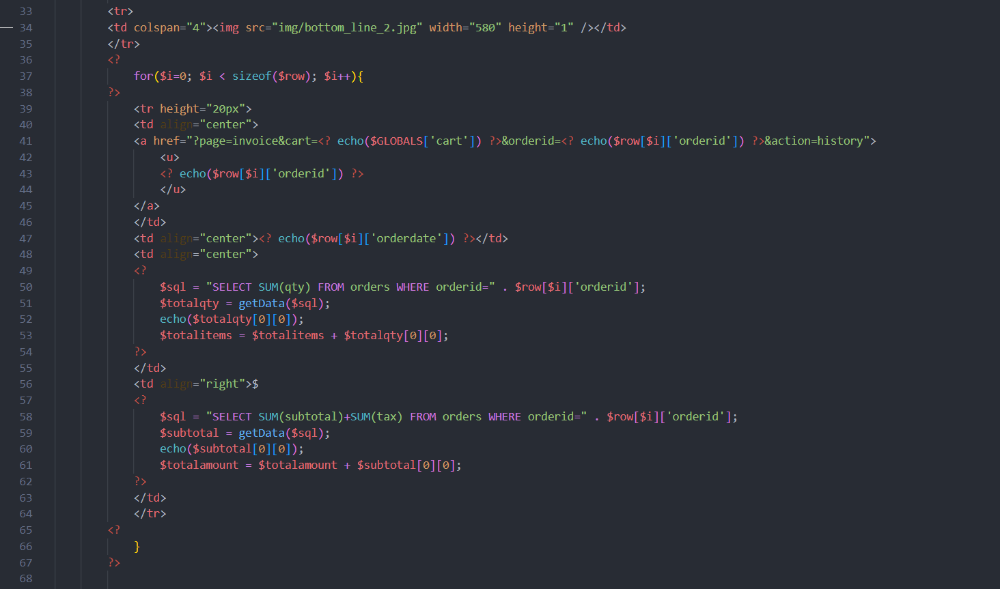 33 <tr>
34 <td colspan="4"><img src="img/bottom_line_2.jpg" width="580" height="1" /></td>
35 </tr>
36 <?
37 for($i=0; $i < sizeof($row); $i++){
38 ?>
39 <tr height="20px">
40 <td align="center">
41 <a href="?page=invoice&cart=<? echo($GLOBALS['cart']) ?>&orderid=<? echo($row[$i]['orderid']) ?>&action=history">
42 <u>
43 <? echo($row[$i]['orderid']) ?>
44 </u>
45 </a>
46 </td>
47 <td align="center"><? echo($row[$i]['orderdate']) ?></td>
48 <td align="center">
49 <?
50 $sql = "SELECT SUM(qty) FROM orders WHERE orderid=" . $row[$i]['orderid'];
51 $totalqty = getData($sql);
52 echo($totalqty[0][0]);
53 $totalitems = $totalitems + $totalqty[0][0];
54 ?>
55 </td>
56 <td align="right">$
57 <?
58 $sql = "SELECT SUM(subtotal)+SUM(tax) FROM orders WHERE orderid=" . $row[$i]['orderid'];
59 $subtotal = getData($sql);
60 echo($subtotal[0][0]);
61 $totalamount = $totalamount + $subtotal[0][0];
62 ?>
63 </td>
64 </tr>
65 <?
66 }
67 ?>
68